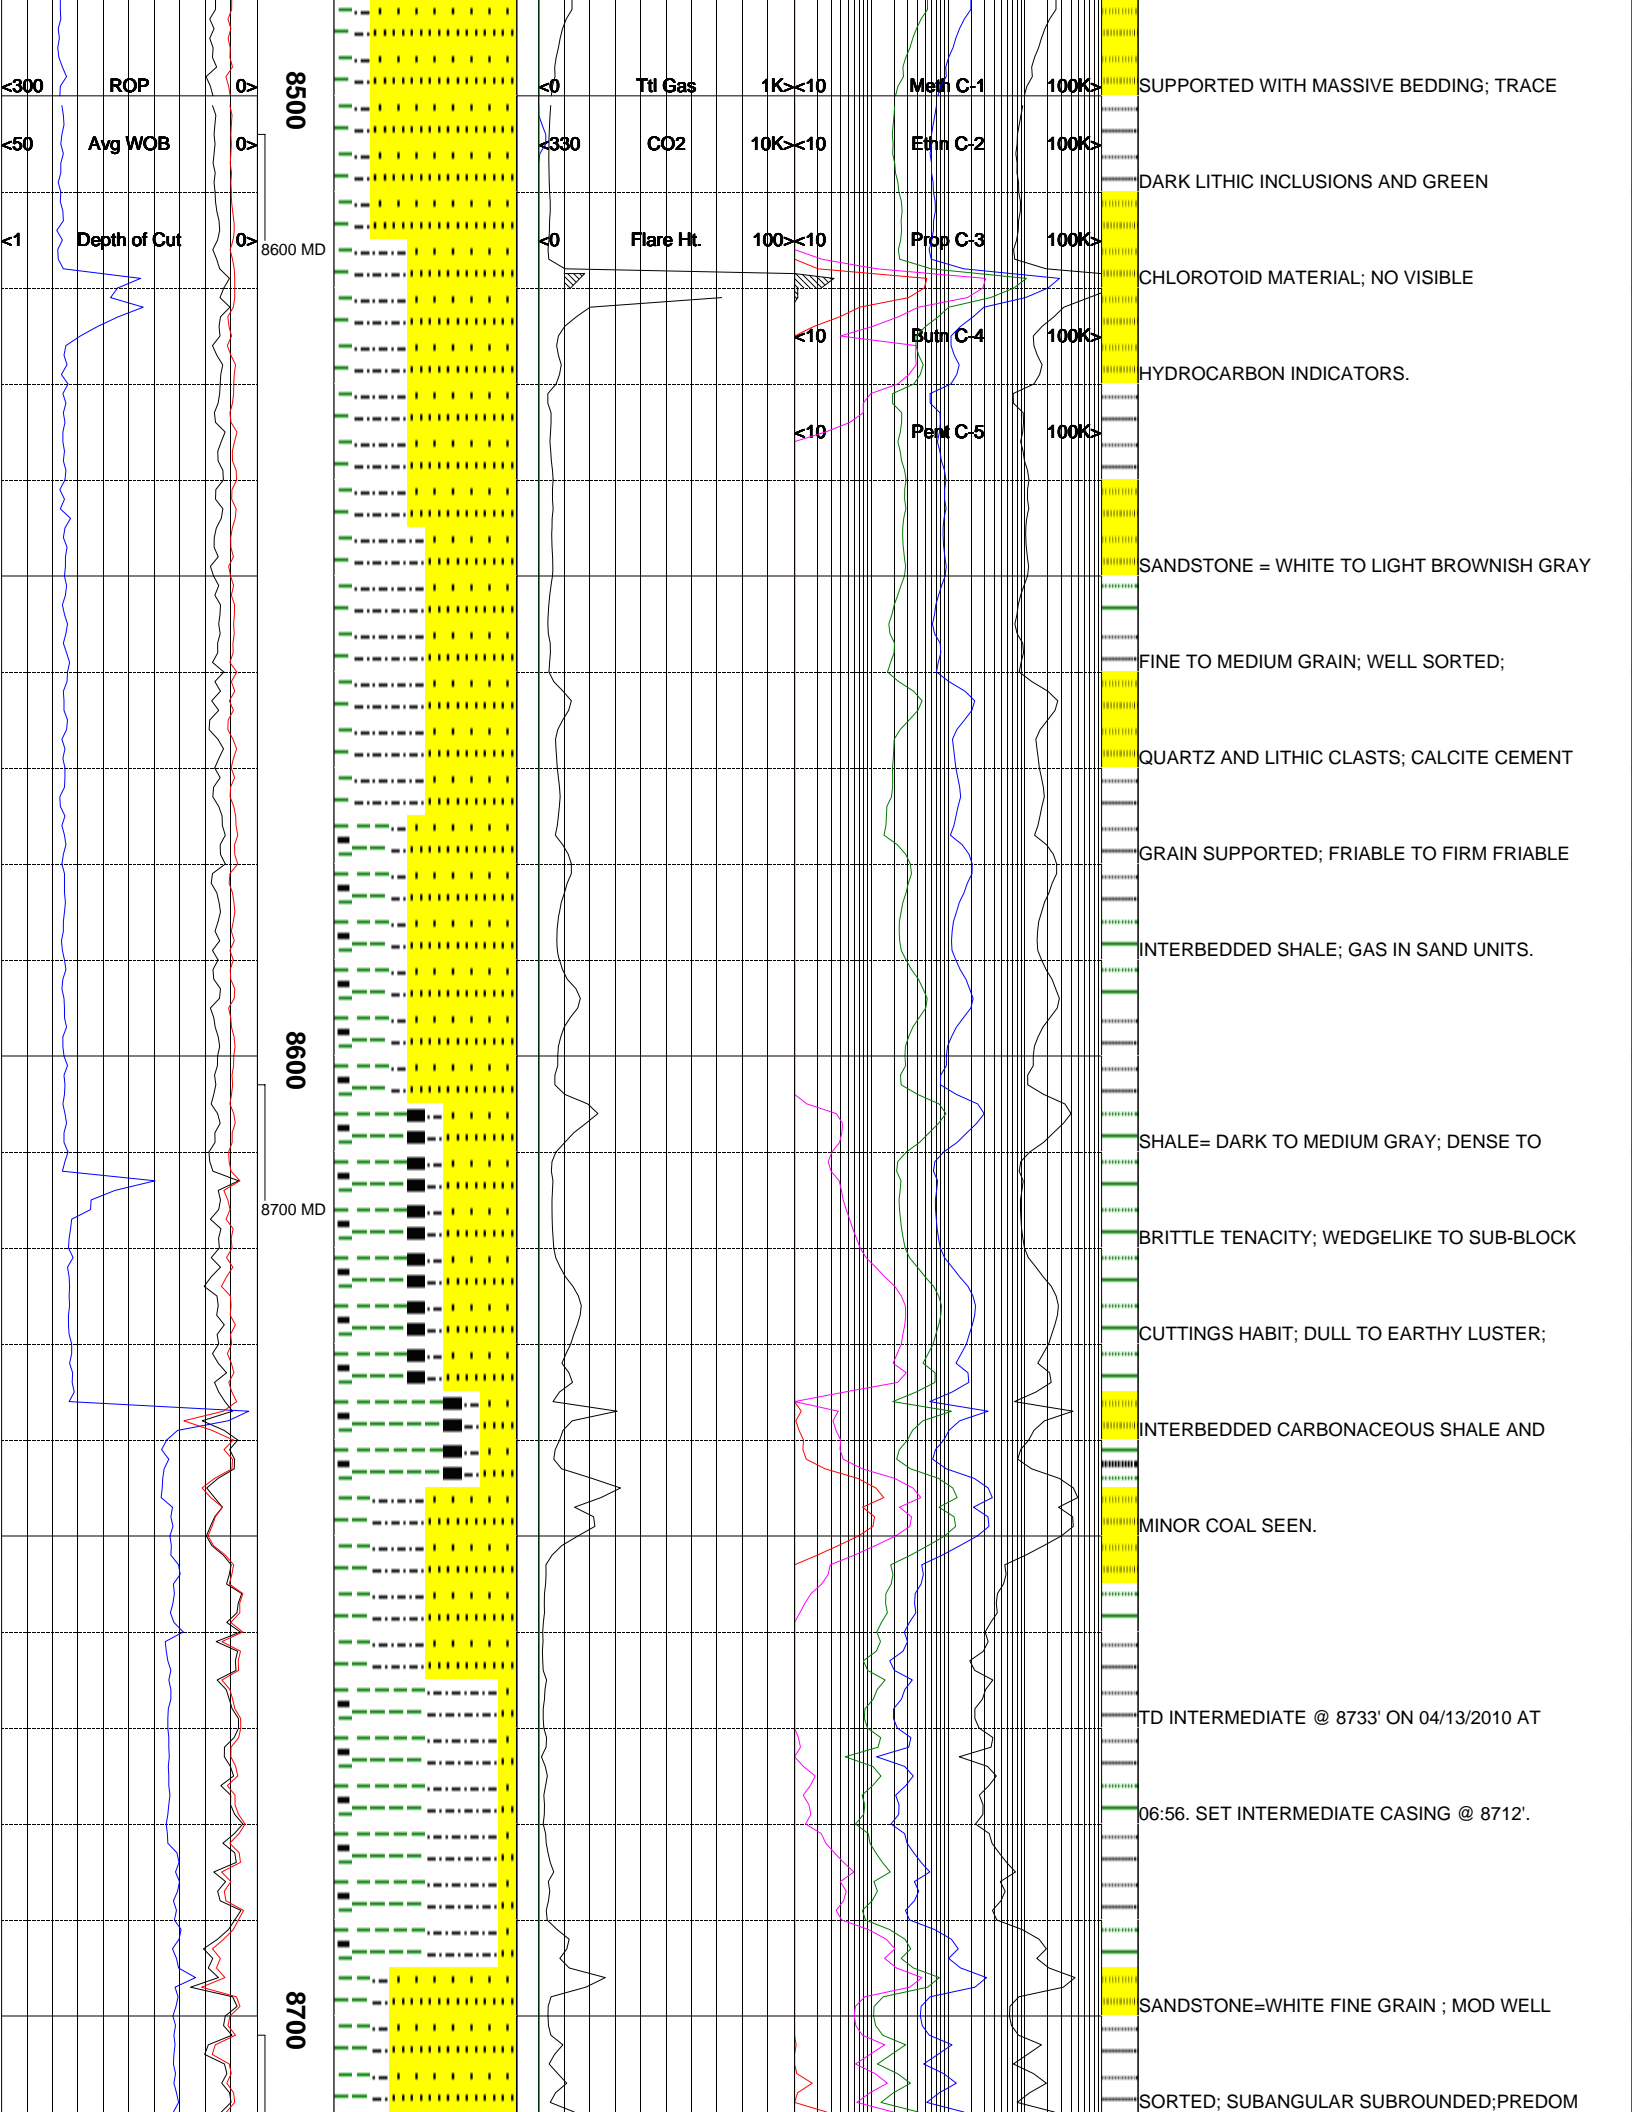 <300 ROP 0>
<50 Avg WOB 0>
<1 Depth of Cut 0>
8500
8600 MD
8600
8700 MD
8700
<0 Ttl Gas 1K>
<330 CO2 10K>
<0 Flare Ht. 100>
<10 Meth C-1 100K>
<10 Ethn C-2 100K>
<10 Prop C-3 100K>
<10 Butn C-4 100K>
<10 Pent C-5 100K>
SUPPORTED WITH MASSIVE BEDDING; TRACE
DARK LITHIC INCLUSIONS AND GREEN
CHLOROTOID MATERIAL; NO VISIBLE
HYDROCARBON INDICATORS.
SANDSTONE = WHITE TO LIGHT BROWNISH GRAY
FINE TO MEDIUM GRAIN; WELL SORTED;
QUARTZ AND LITHIC CLASTS; CALCITE CEMENT
GRAIN SUPPORTED; FRIABLE TO FIRM FRIABLE
INTERBEDDED SHALE; GAS IN SAND UNITS.
SHALE= DARK TO MEDIUM GRAY; DENSE TO
BRITTLE TENACITY; WEDGELIKE TO SUB-BLOCK
CUTTINGS HABIT; DULL TO EARTHY LUSTER;
INTERBEDDED CARBONACEOUS SHALE AND
MINOR COAL SEEN.
TD INTERMEDIATE @ 8733' ON 04/13/2010 AT
06:56. SET INTERMEDIATE CASING @ 8712'.
SANDSTONE=WHITE FINE GRAIN ; MOD WELL
SORTED; SUBANGULAR SUBROUNDED;PREDOM